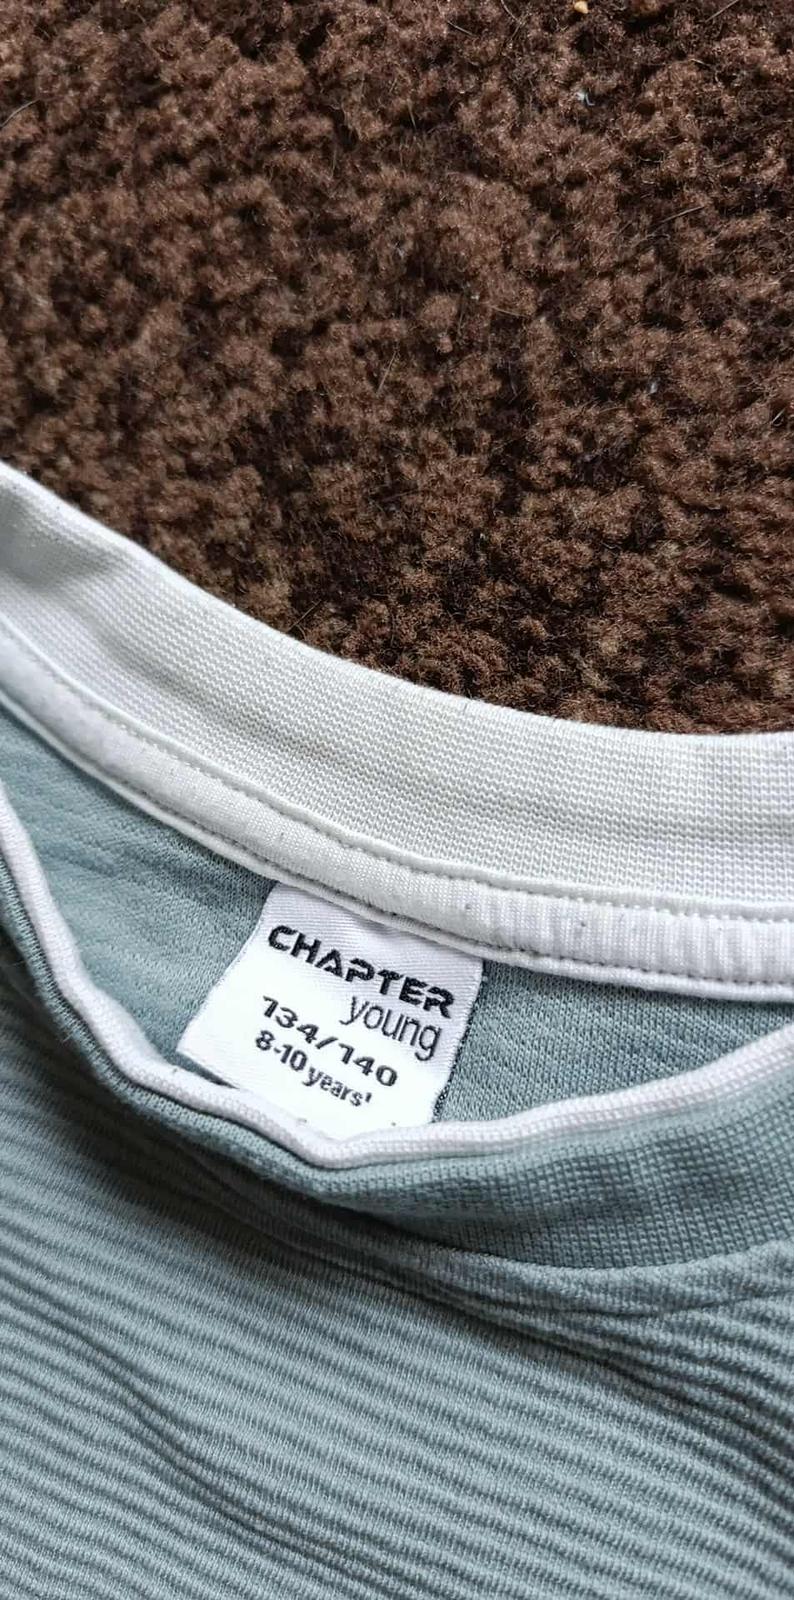 CHAPTER
young
134/140
8-10 years'